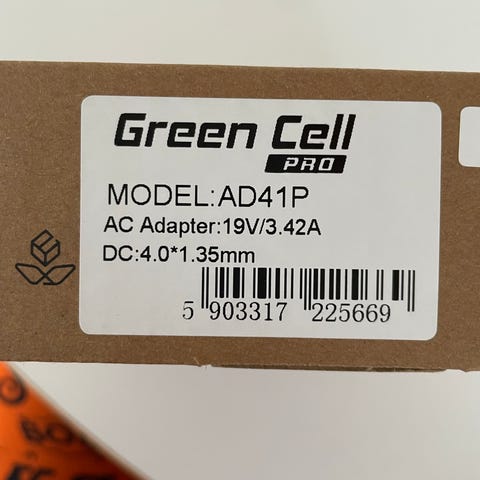 Green Cell
PRO
MODEL:AD41P
AC Adapter:19V/3.42A
DC:4.0*1.35mm
5 903317 225669